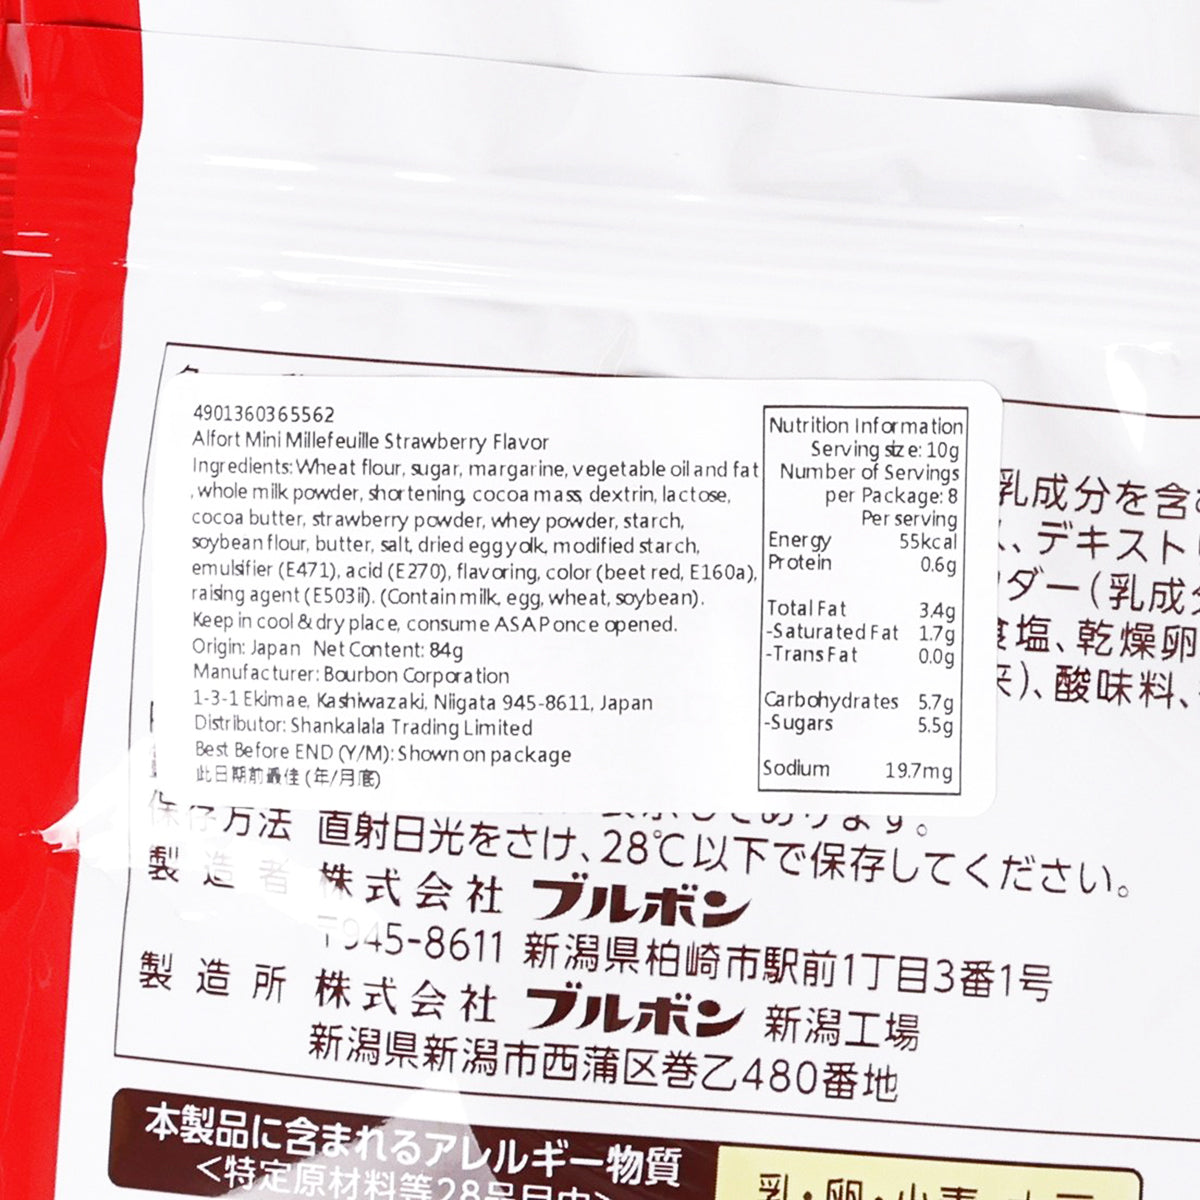 4901360365562
Alfort Mini Millefeuille Strawberry Flavor
Ingredients: Wheat flour, sugar, margarine, vegetable oil and fat
, whole milk powder, shortening, cocoa mass, dextrin, lactose,
cocoa butter, strawberry powder, whey powder, starch,
soybean flour, butter, salt, dried egg yolk, modified starch,
emulsifier (E471), acid (E270), flavoring, color (beet red, E160a),
raising agent (E503ii). (Contain milk, egg, wheat, soybean).
Keep in cool & dry place, consume ASAP once opened.
Origin: Japan Net Content: 84g
Manufacturer: Bourbon Corporation
1-3-1 Ekimae, Kashiwazaki, Niigata 945-8611, Japan
Distributor: Shankalala Trading Limited
Best Before END (Y/M): Shown on package
此日期前最佳 (年/月底)
Nutrition Information
Serving size: 10g
Number of Servings
per Package: 8
Per serving
Energy 55kcal
Protein 0.6g
Total Fat 3.4g
-Saturated Fat 1.7g
-Trans Fat 0.0g
Carbohydrates 5.7g
-Sugars 5.5g
Sodium 19.7mg
乳成分を含
、デキスト
ダー(乳成
塩、乾燥卵
)、酸味料、
してあります。
保存方法 直射日光をさけ、28℃以下で保存してください。
製造者 株式会社 ブルボン
〒945-8611 新潟県柏崎市駅前1丁目3番1号
製造所 株式会社 ブルボン 新潟工場
新潟県新潟市西蒲区巻乙480番地
本製品に含まれるアレルギー物質
<特定原材料等28品目中>
乳・卵・小麦・大豆